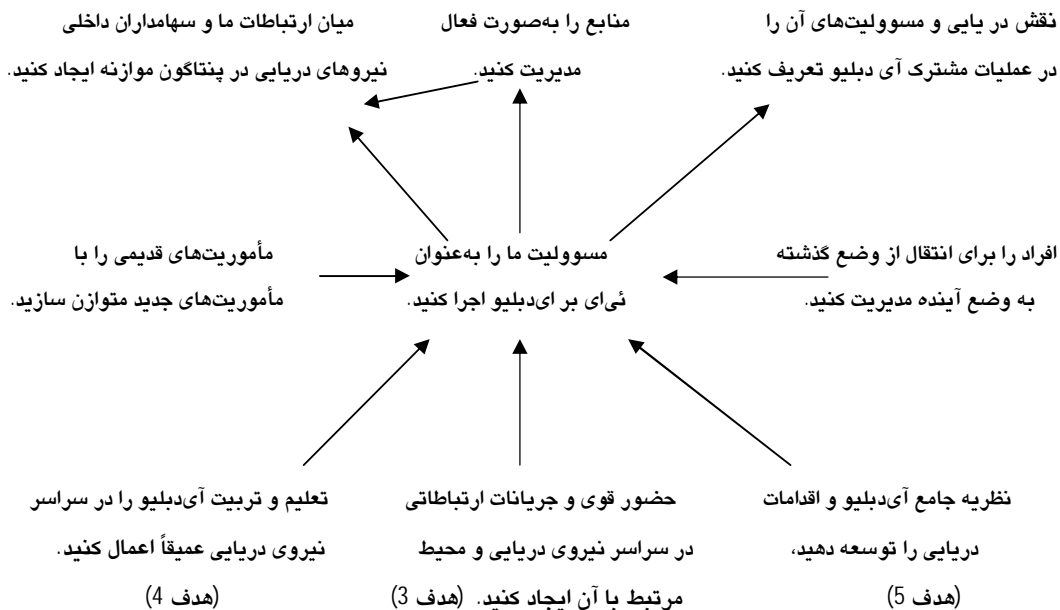 نقش در یایی و مسوولیت‌های آن را
در عملیات مشترک آی دبلیو تعریف کنید.
منابع را به‌صورت فعال
مدیریت کنید.
میان ارتباطات ما و سهامداران داخلی
نیروهای دریایی در پنتاگون موازنه ایجاد کنید.
افراد را برای انتقال از وضع گذشته
به وضع آینده مدیریت کنید.
مسوولیت ما را به‌عنوان
ئی‌ای بر ای‌دبلیو اجرا کنید.
مأموریت‌های قدیمی را با
مأموریت‌های جدید متوازن سازید.
نظریه جامع آی‌دبلیو و اقدامات
دریایی را توسعه دهید،
(هدف 5)
حضور قوی و جریانات ارتباطاتی
در سراسر نیروی دریایی و محیط
مرتبط با آن ایجاد کنید. (هدف 3)
تعلیم و تربیت آی‌دبلیو را در سراسر
نیروی دریایی عمیقاً اعمال کنید.
(هدف 4)